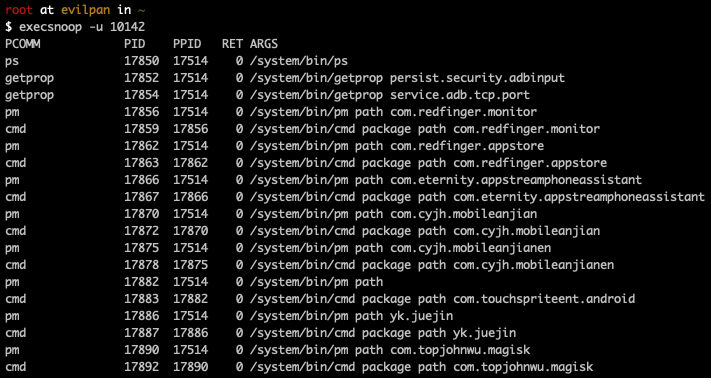 root at evilpan in ~
$ execsnoop -u 10142
PCOMM PID PPID RET ARGS
ps 17850 17514 0 /system/bin/ps
getprop 17852 17514 0 /system/bin/getprop persist.security.adbinput
getprop 17854 17514 0 /system/bin/getprop service.adb.tcp.port
pm 17856 17514 0 /system/bin/pm path com.redfinger.monitor
cmd 17859 17856 0 /system/bin/cmd package path com.redfinger.monitor
pm 17862 17514 0 /system/bin/pm path com.redfinger.appstore
cmd 17863 17862 0 /system/bin/cmd package path com.redfinger.appstore
pm 17866 17514 0 /system/bin/pm path com.eternity.appstreamphoneassistant
cmd 17867 17866 0 /system/bin/cmd package path com.eternity.appstreamphoneassistant
pm 17870 17514 0 /system/bin/pm path com.cyjh.mobileanjian
cmd 17872 17870 0 /system/bin/cmd package path com.cyjh.mobileanjian
pm 17875 17514 0 /system/bin/pm path com.cyjh.mobileanjianen
cmd 17878 17875 0 /system/bin/cmd package path com.cyjh.mobileanjianen
pm 17882 17514 0 /system/bin/pm path
cmd 17883 17882 0 /system/bin/cmd package path com.touchspriteent.android
pm 17886 17514 0 /system/bin/pm path yk.juejin
cmd 17887 17886 0 /system/bin/cmd package path yk.juejin
pm 17890 17514 0 /system/bin/pm path com.topjohnwu.magisk
cmd 17892 17890 0 /system/bin/cmd package path com.topjohnwu.magisk